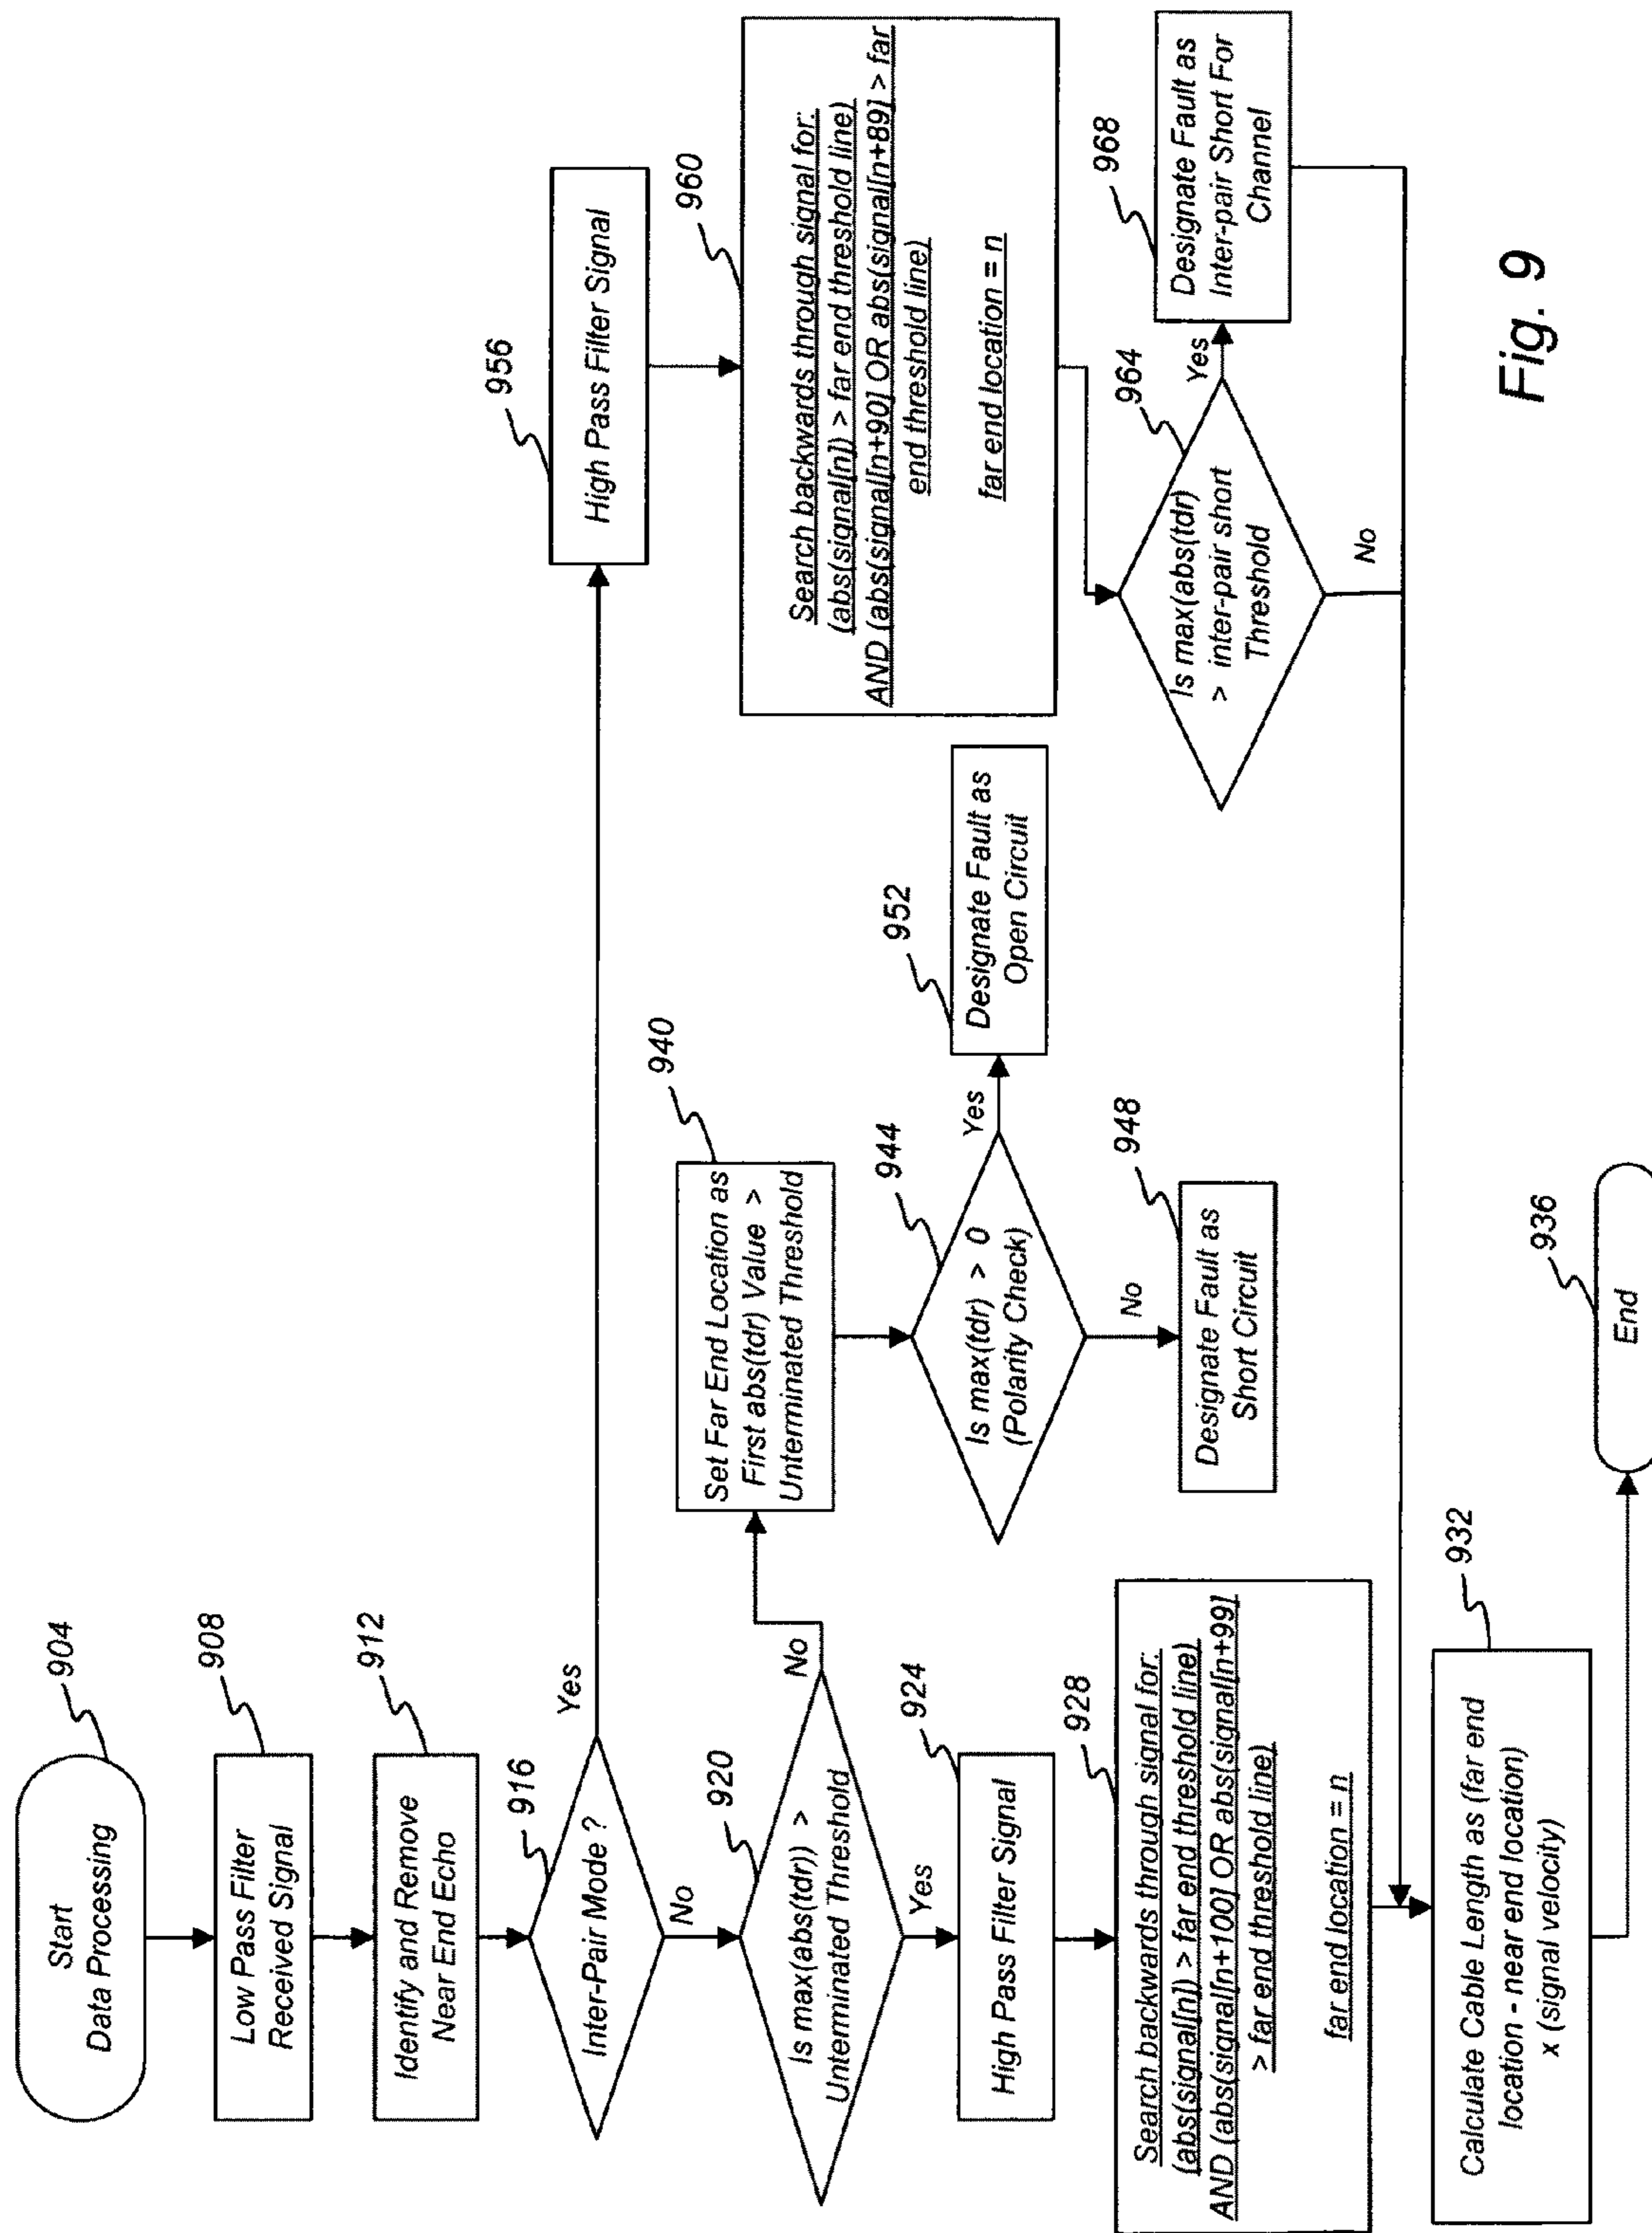 Start
Data Processing
904
Low Pass Filter
Received Signal
908
Identify and Remove
Near End Echo
912
Inter-Pair Mode ?
916
Yes
No
Is max(abs(tdr)) >
Unterminated Threshold
920
No
Yes
High Pass Filter Signal
924
Search backwards through signal for:
(abs(signal[n]) > far end threshold line)
AND (abs(signal[n+100] OR abs(signal[n+99]
> far end threshold line)
far end location = n
928
Calculate Cable Length as (far end
location - near end location)
x (signal velocity)
932
End
936
Set Far End Location as
First abs(tdr) Value >
Unterminated Threshold
940
Is max(tdr) > 0
(Polarity Check)
944
Yes
No
Designate Fault as
Short Circuit
948
Designate Fault as
Open Circuit
952
High Pass Filter Signal
956
Search backwards through signal for:
(abs(signal[n]) > far end threshold line)
AND (abs(signal[n+90] OR abs(signal[n+89] > far
end threshold line)
far end location = n
960
Is max(abs(tdr)
> inter-pair short
Threshold
964
Yes
No
Designate Fault as
Inter-pair Short For
Channel
968
Fig. 9